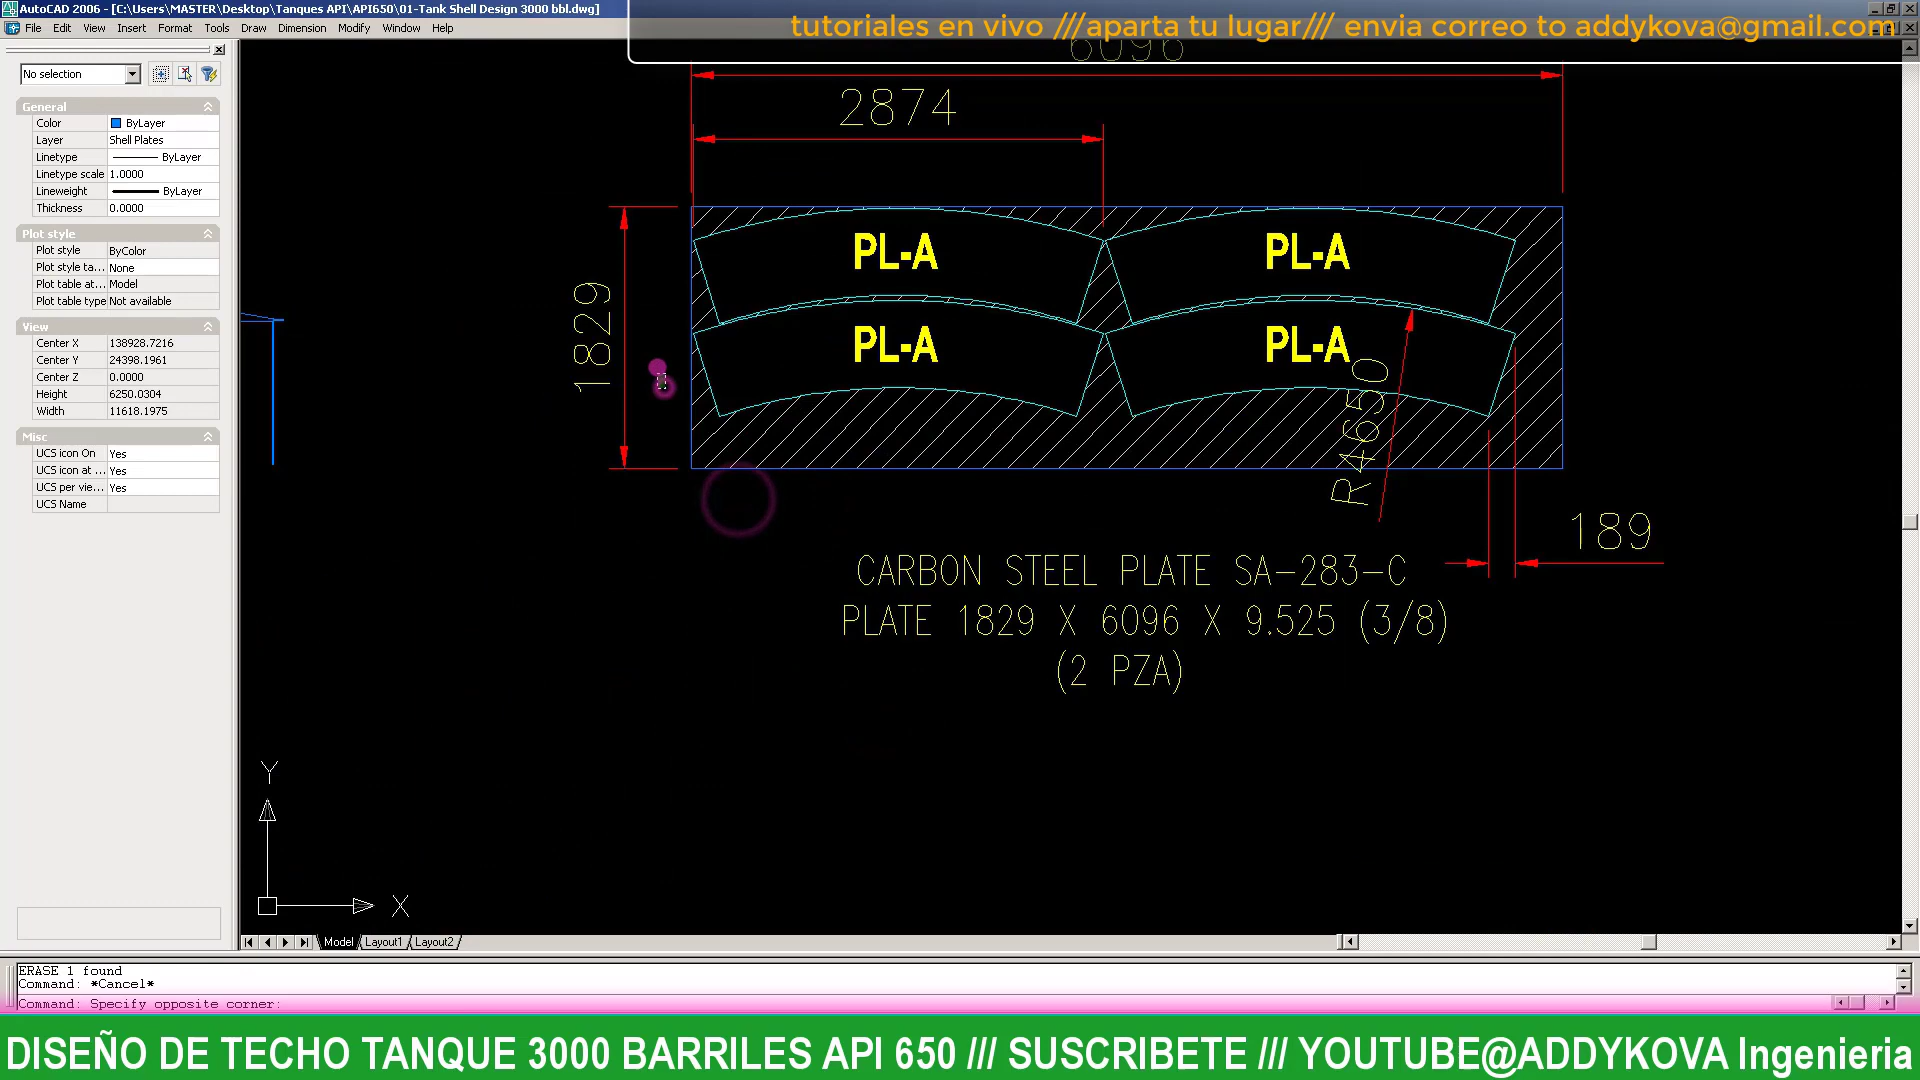 AutoCAD 2006 - [C:\Users\MASTER\Desktop\Tanques API\API650\01-Tank Shell Design 3000 bbl.dwg]
tutoriales en vivo ///aparta tu lugar/// envia correo to addykova@gmail.com
File Edit View Insert Format Tools Draw Dimension Modify Window Help
No selection
General
Color ByLayer
Layer Shell Plates
Linetype ByLayer
Linetype scale 1.0000
Lineweight ByLayer
Thickness 0.0000
Plot style
Plot style ByColor
Plot style ta... None
Plot table at... Model
Plot table type Not available
View
Center X 138928.7216
Center Y 24398.1961
Center Z 0.0000
Height 6250.0304
Width 11618.1975
Misc
UCS icon On Yes
UCS icon at ... Yes
UCS per vie... Yes
UCS Name
6096
2874
1829
PL-A PL-A
PL-A PL-A
R4650
189
CARBON STEEL PLATE SA-283-C
PLATE 1829 X 6096 X 9.525 (3/8)
(2 PZA)
Y
X
Model Layout1 Layout2
ERASE 1 found
Command: *Cancel*
Command: Specify opposite corner:
DISEÑO DE TECHO TANQUE 3000 BARRILES API 650 /// SUSCRIBETE /// YOUTUBE@ADDYKOVA Ingenieria